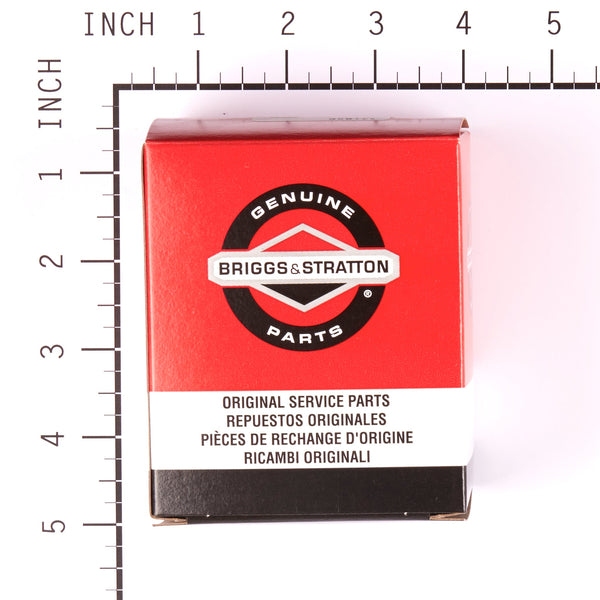 INCH 1 2 3 4 5
INCH
1
2
3
4
5
GENUINE
BRIGGS & STRATTON
®
PARTS
ORIGINAL SERVICE PARTS
REPUESTOS ORIGINALES
PIÈCES DE RECHANGE D'ORIGINE
RICAMBI ORIGINALI